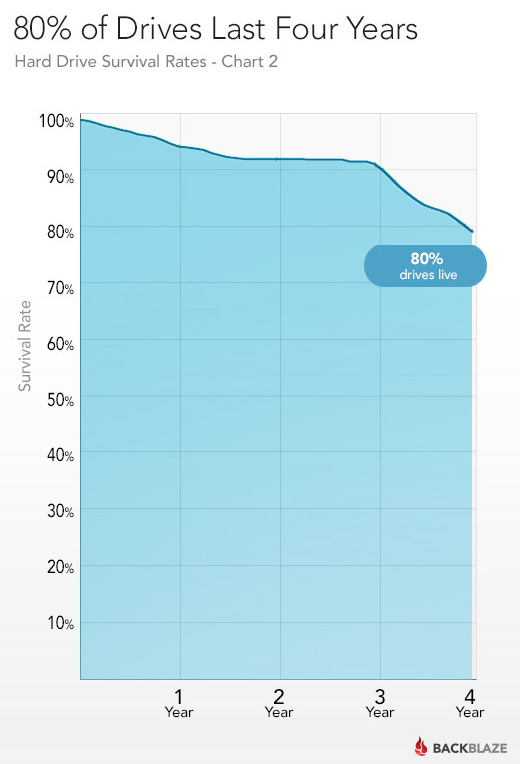 80% of Drives Last Four Years
Hard Drive Survival Rates - Chart 2
100%
90%
80%
70%
60%
50%
40%
30%
20%
10%
Survival Rate
80%
drives live
1
Year
2
Year
3
Year
4
Year
BACKBLAZE